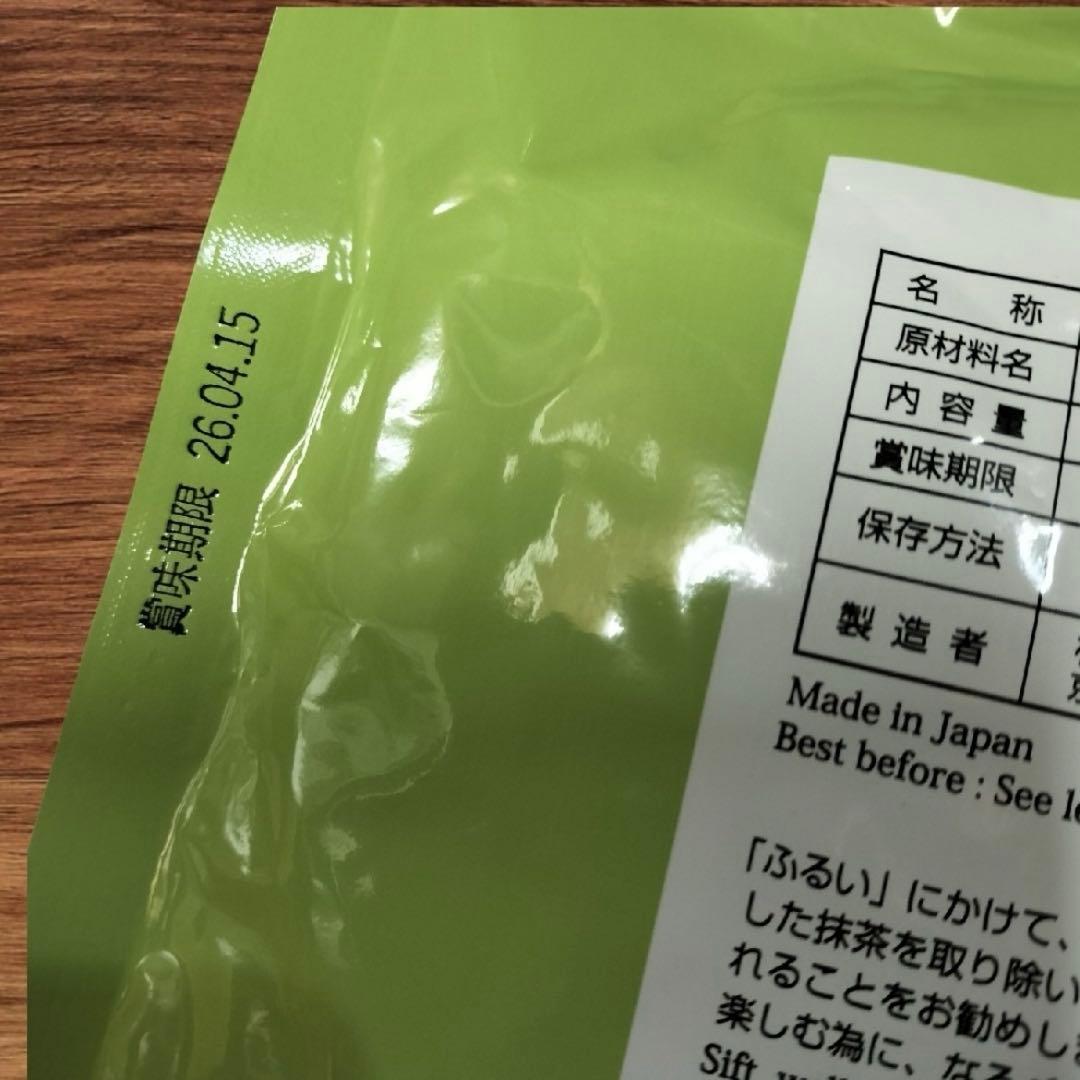 賞味期限 26.04.15
名 称
原材料名
内 容 量
賞味期限
保存方法
製 造 者
Made in Japan
Best before : See
「ふるい」にかけて、
した抹茶を取り除い
れることをお勧めし
楽しむ為に、なる
Sift